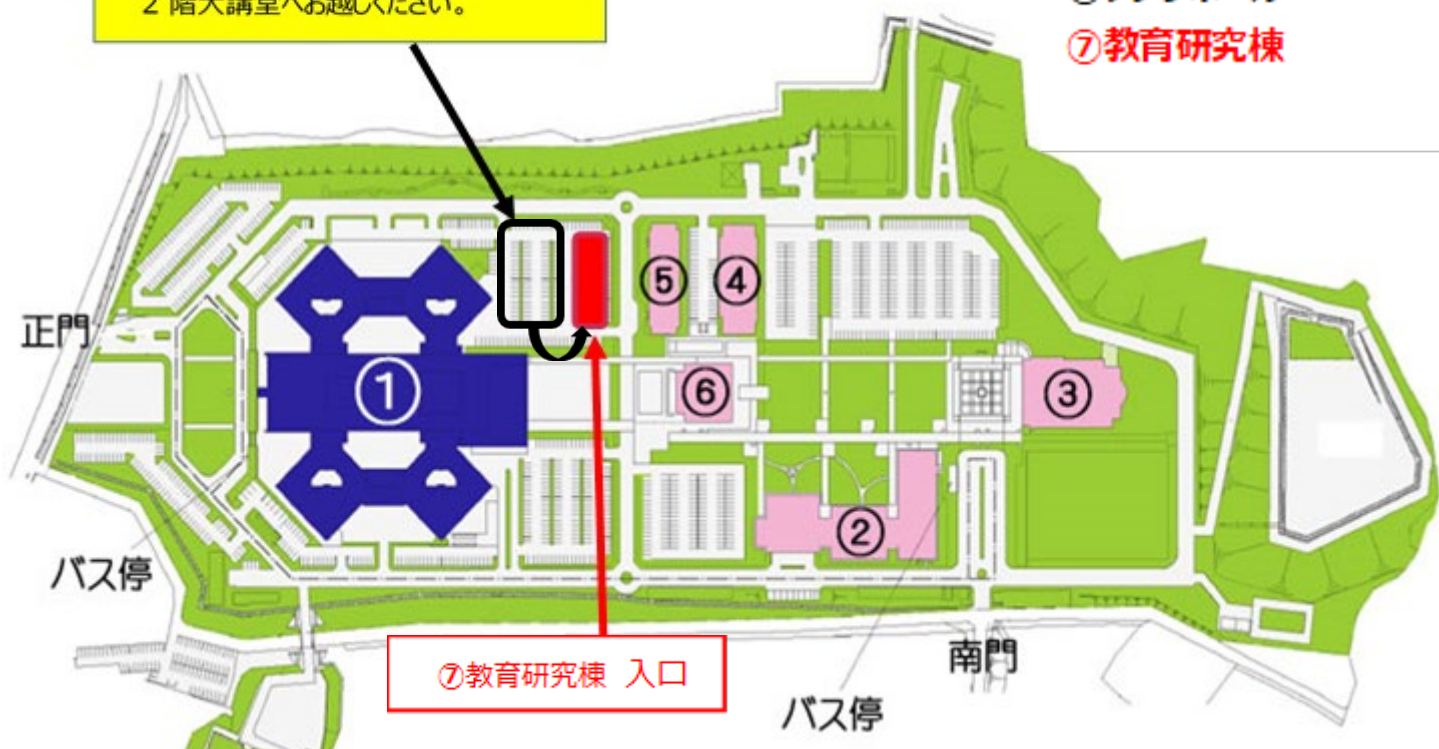 2 階大講堂へお越しください。
⑦教育研究棟
正門
①
②
③
④
⑤
⑥
バス停
⑦教育研究棟 入口
南門
バス停